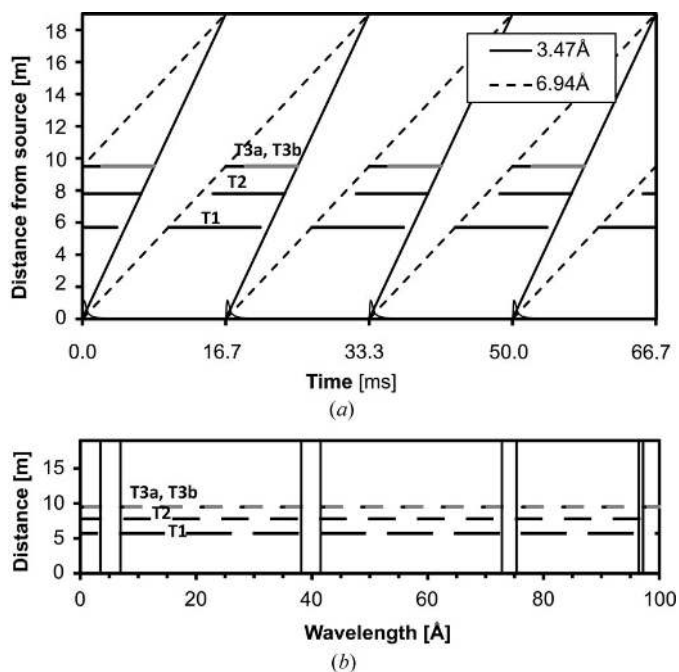 18
16
14
12
10
8
6
4
2
0
Distance from source [m]
3.47Å
6.94Å
T3a, T3b
T2
T1
0.0 16.7 33.3 50.0 66.7
Time [ms]
(a)
15
10
5
0
Distance [m]
T3a, T3b
T2
T1
0 20 40 60 80 100
Wavelength [Å]
(b)